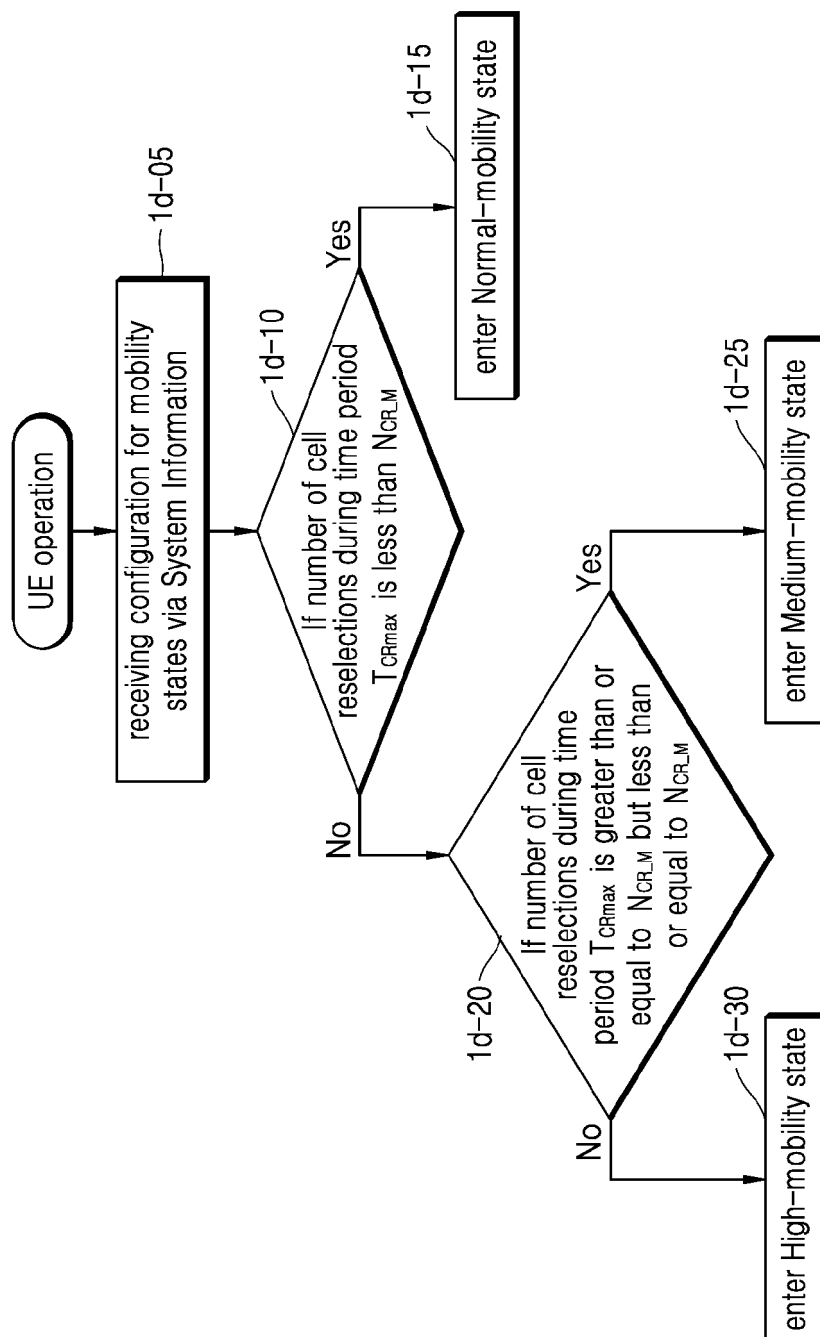 UE operation
receiving configuration for mobility
states via System Information
1d-05
If number of cell
reselections during time period
TCRmax is less than NCR_M
1d-10
Yes
No
enter Normal-mobility state
1d-15
If number of cell
reselections during time
period TCRmax is greater than or
equal to NCR_M but less than
or equal to NCR_M
1d-20
Yes
No
enter Medium-mobility state
1d-25
enter High-mobility state
1d-30